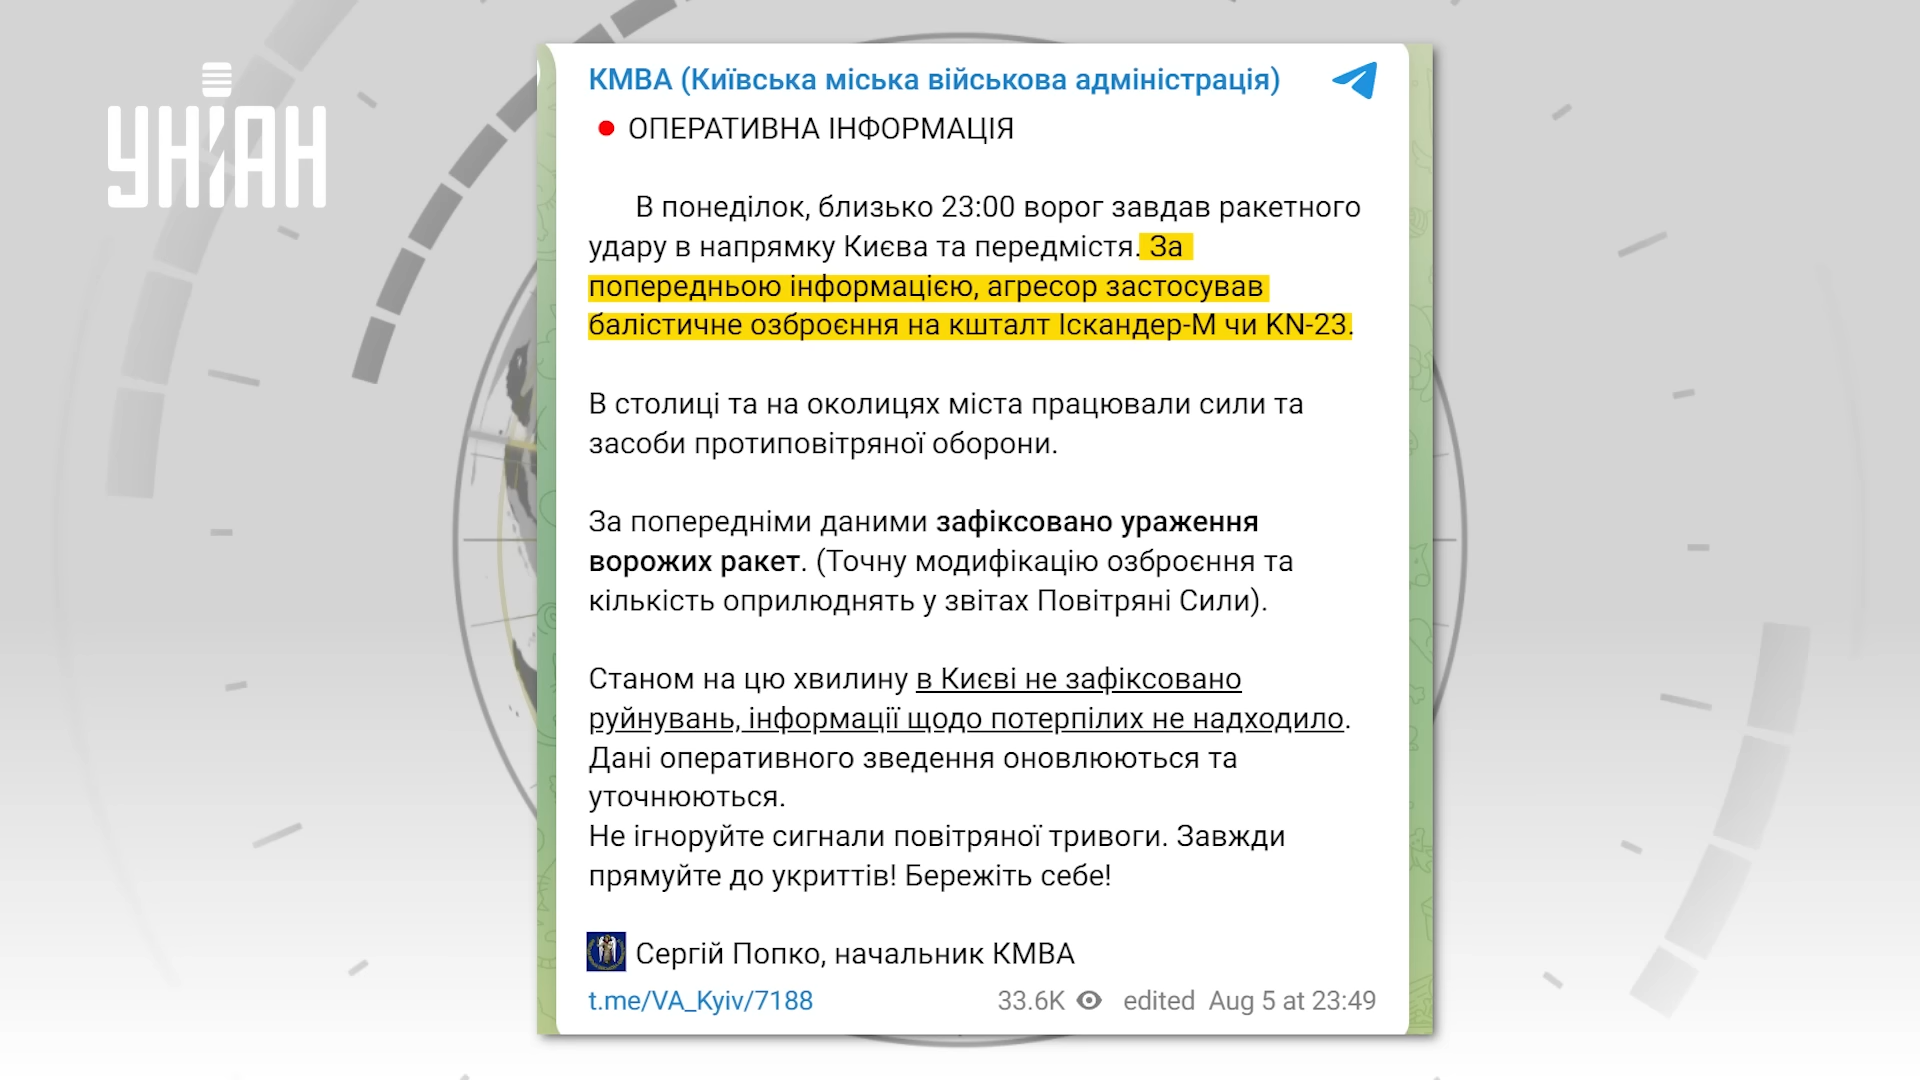 УНІАН
КМВА (Київська міська військова адміністрація)
ОПЕРАТИВНА ІНФОРМАЦІЯ
В понеділок, близько 23:00 ворог завдав ракетного
удару в напрямку Києва та передмістя. За
попередньою інформацією, агресор застосував
балістичне озброєння на кшталт Іскандер-М чи KN-23.
В столиці та на околицях міста працювали сили та
засоби протиповітряної оборони.
За попередніми даними зафіксовано ураження
ворожих ракет. (Точну модифікацію озброєння та
кількість оприлюднять у звітах Повітряні Сили).
Станом на цю хвилину в Києві не зафіксовано
руйнувань, інформації щодо потерпілих не надходило.
Дані оперативного зведення оновлюються та
уточнюються.
Не ігноруйте сигнали повітряної тривоги. Завжди
прямуйте до укриттів! Бережіть себе!
Сергій Попко, начальник КМВА
t.me/VA_Kyiv/7188 33.6K edited Aug 5 at 23:49